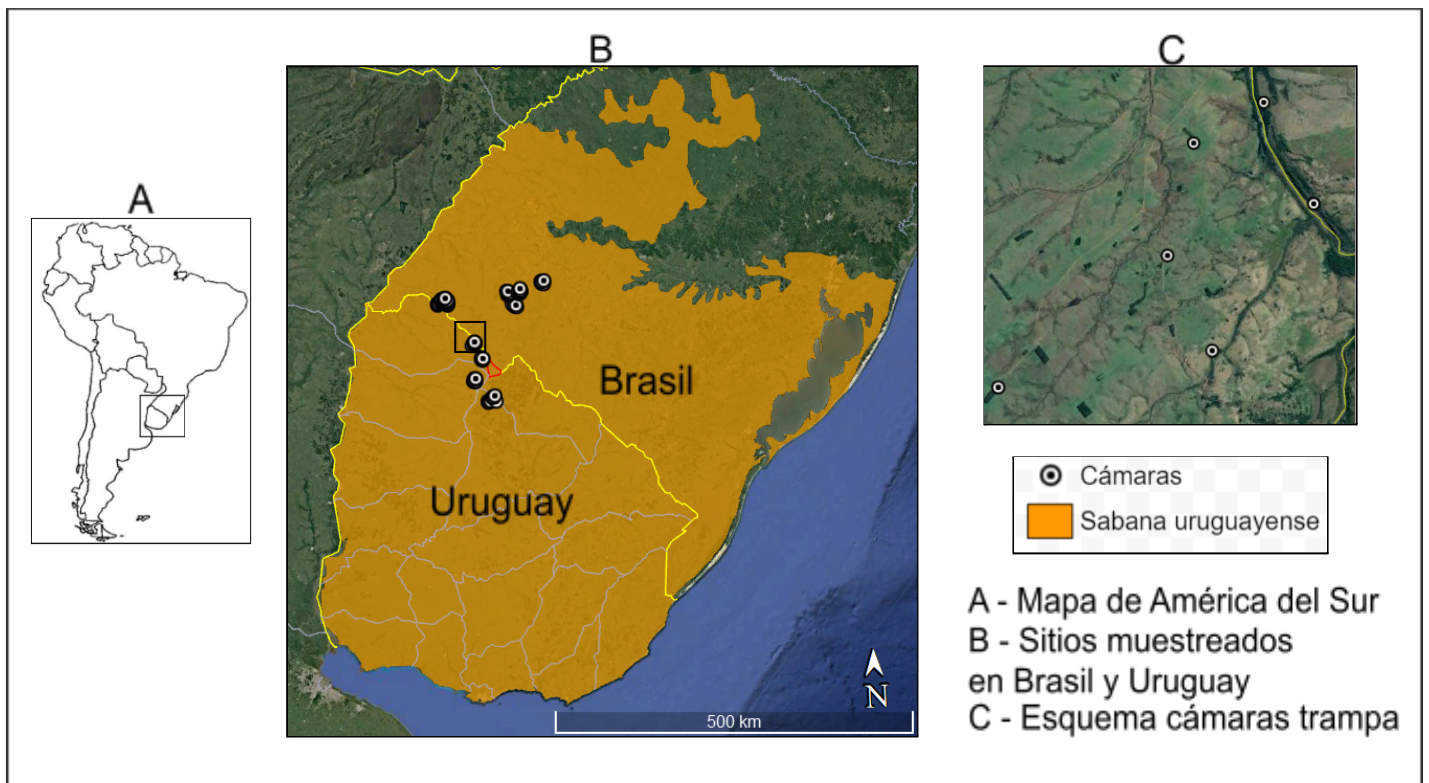 A
B
C
Brasil
Uruguay
N
500 km
Cámaras
Sabana uruguayense
A - Mapa de América del Sur
B - Sitios muestreados
en Brasil y Uruguay
C - Esquema cámaras trampa